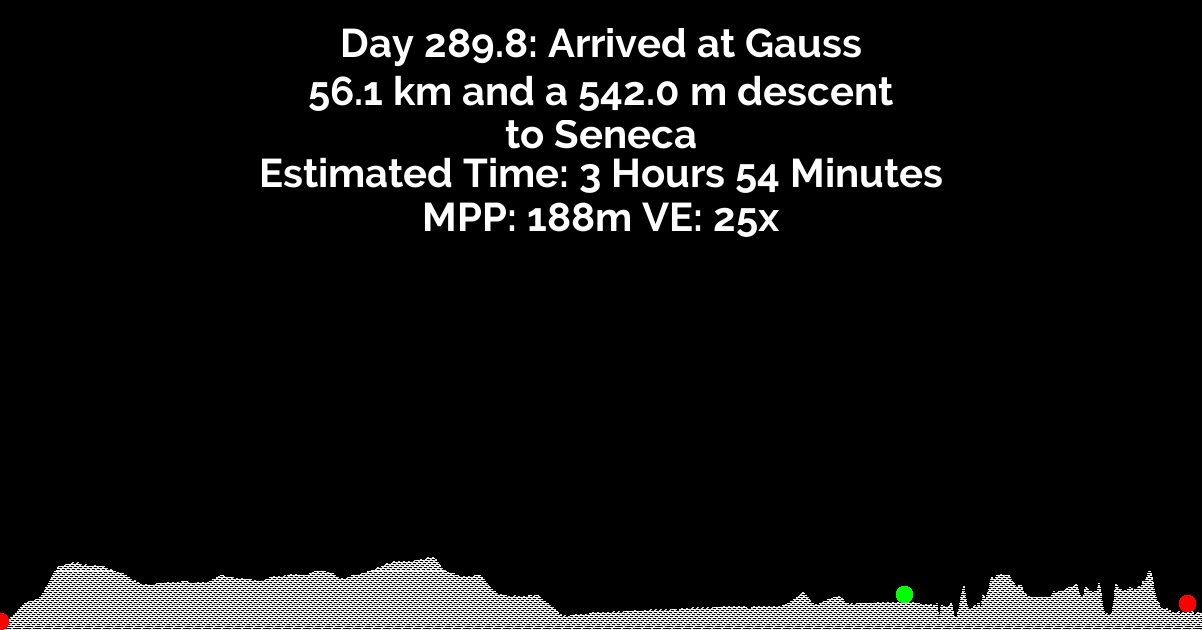 Day 289.8: Arrived at Gauss
56.1 km and a 542.0 m descent
to Seneca
Estimated Time: 3 Hours 54 Minutes
MPP: 188m VE: 25x